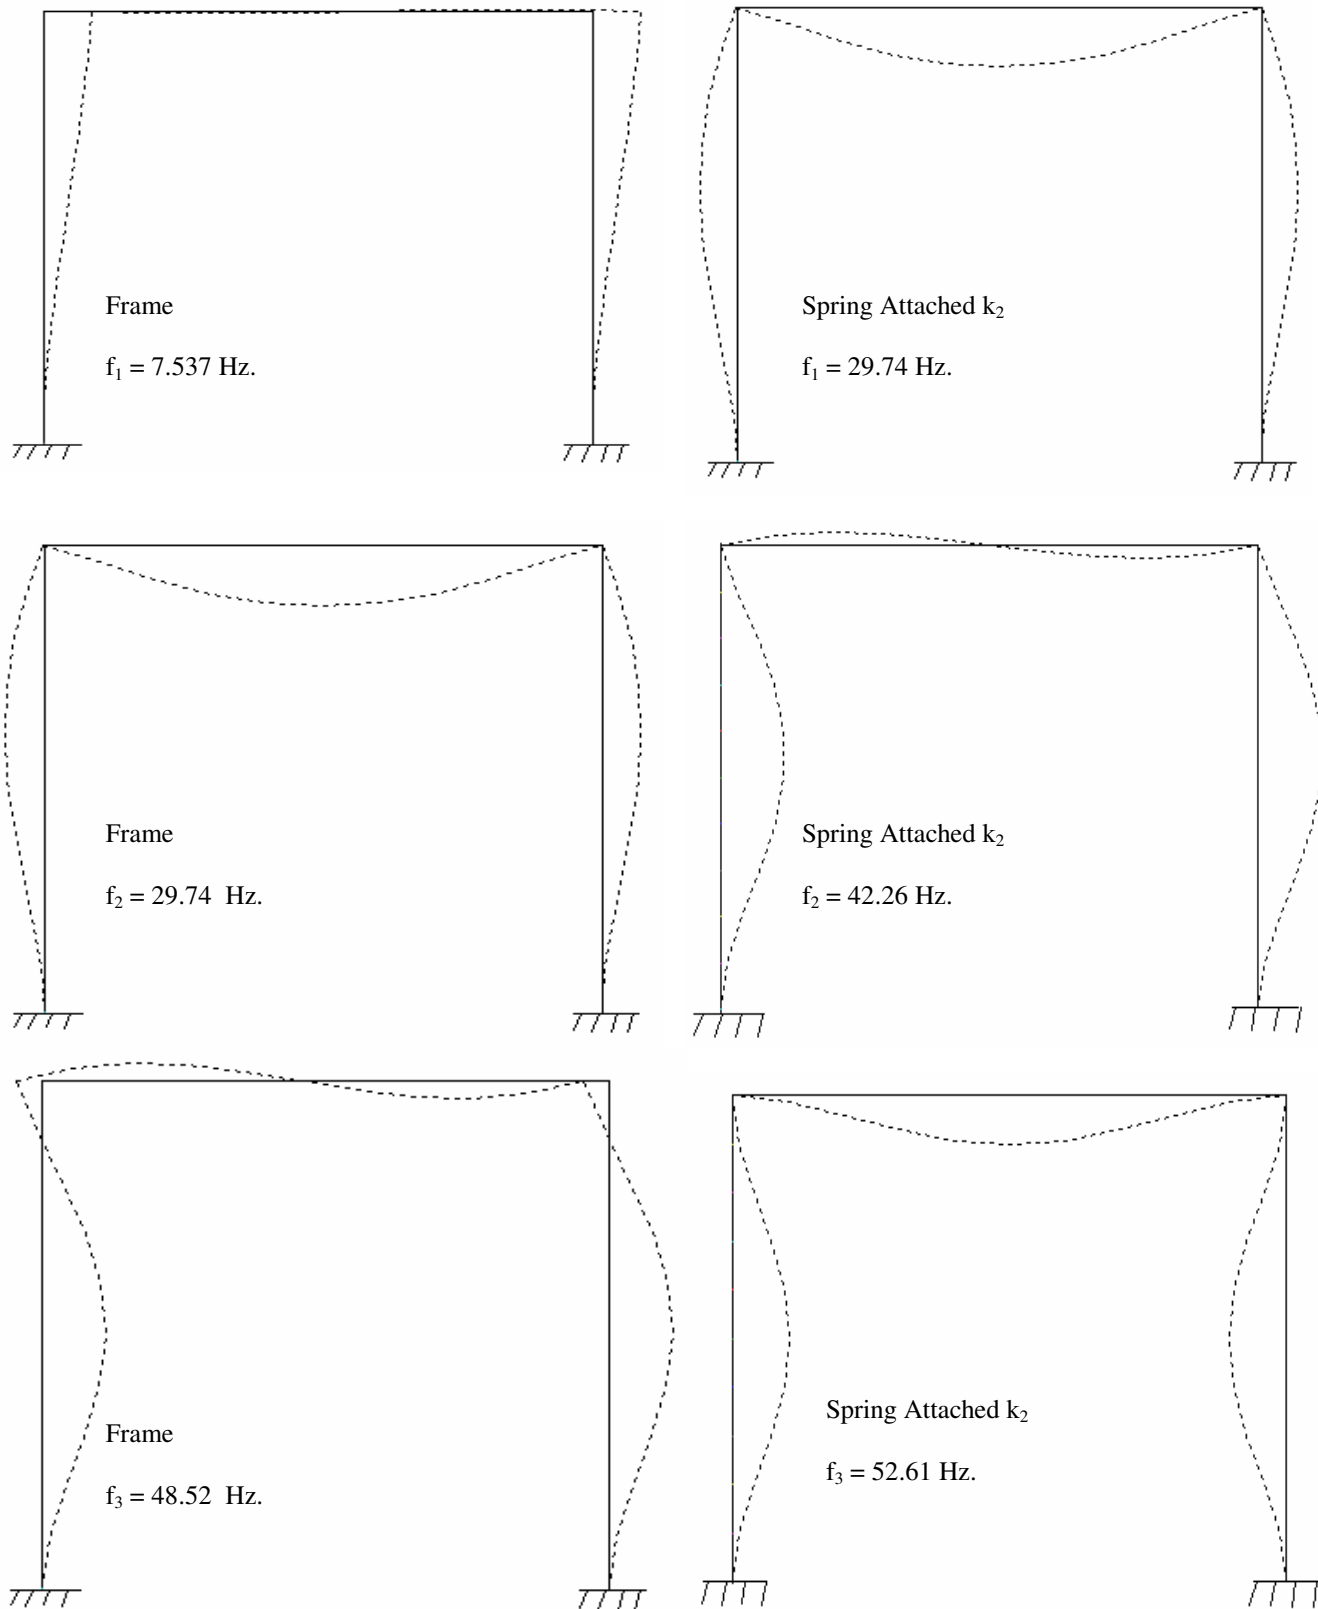 Frame
f₁ = 7.537 Hz.
Spring Attached k₂
f₁ = 29.74 Hz.
Frame
f₂ = 29.74 Hz.
Spring Attached k₂
f₂ = 42.26 Hz.
Frame
f₃ = 48.52 Hz.
Spring Attached k₂
f₃ = 52.61 Hz.